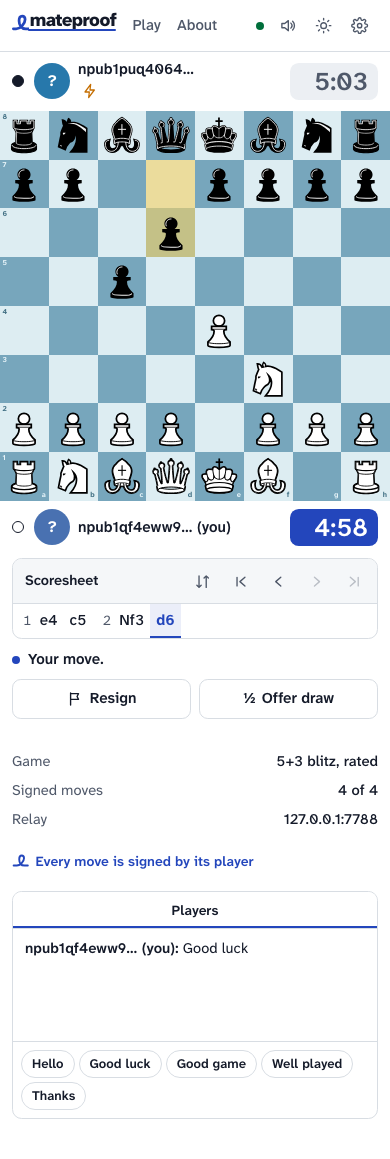 mateproof Play About
? npub1puq4064... 5:03
8
7
6
5
4
3
2
1 a b c d e f g h
? npub1qf4eww9... (you) 4:58
Scoresheet
1 e4 c5 2 Nf3 d6
Your move.
Resign ½ Offer draw
Game 5+3 blitz, rated
Signed moves 4 of 4
Relay 127.0.0.1:7788
Every move is signed by its player
Players
npub1qf4eww9... (you): Good luck
Hello Good luck Good game Well played
Thanks